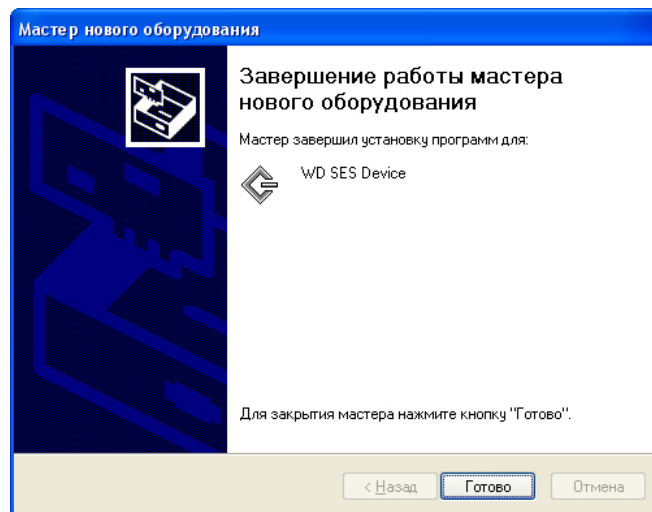 Мастер нового оборудования
Завершение работы мастера
нового оборудования
Мастер завершил установку программ для:
WD SES Device
Для закрытия мастера нажмите кнопку "Готово".
< Назад
Готово
Отмена